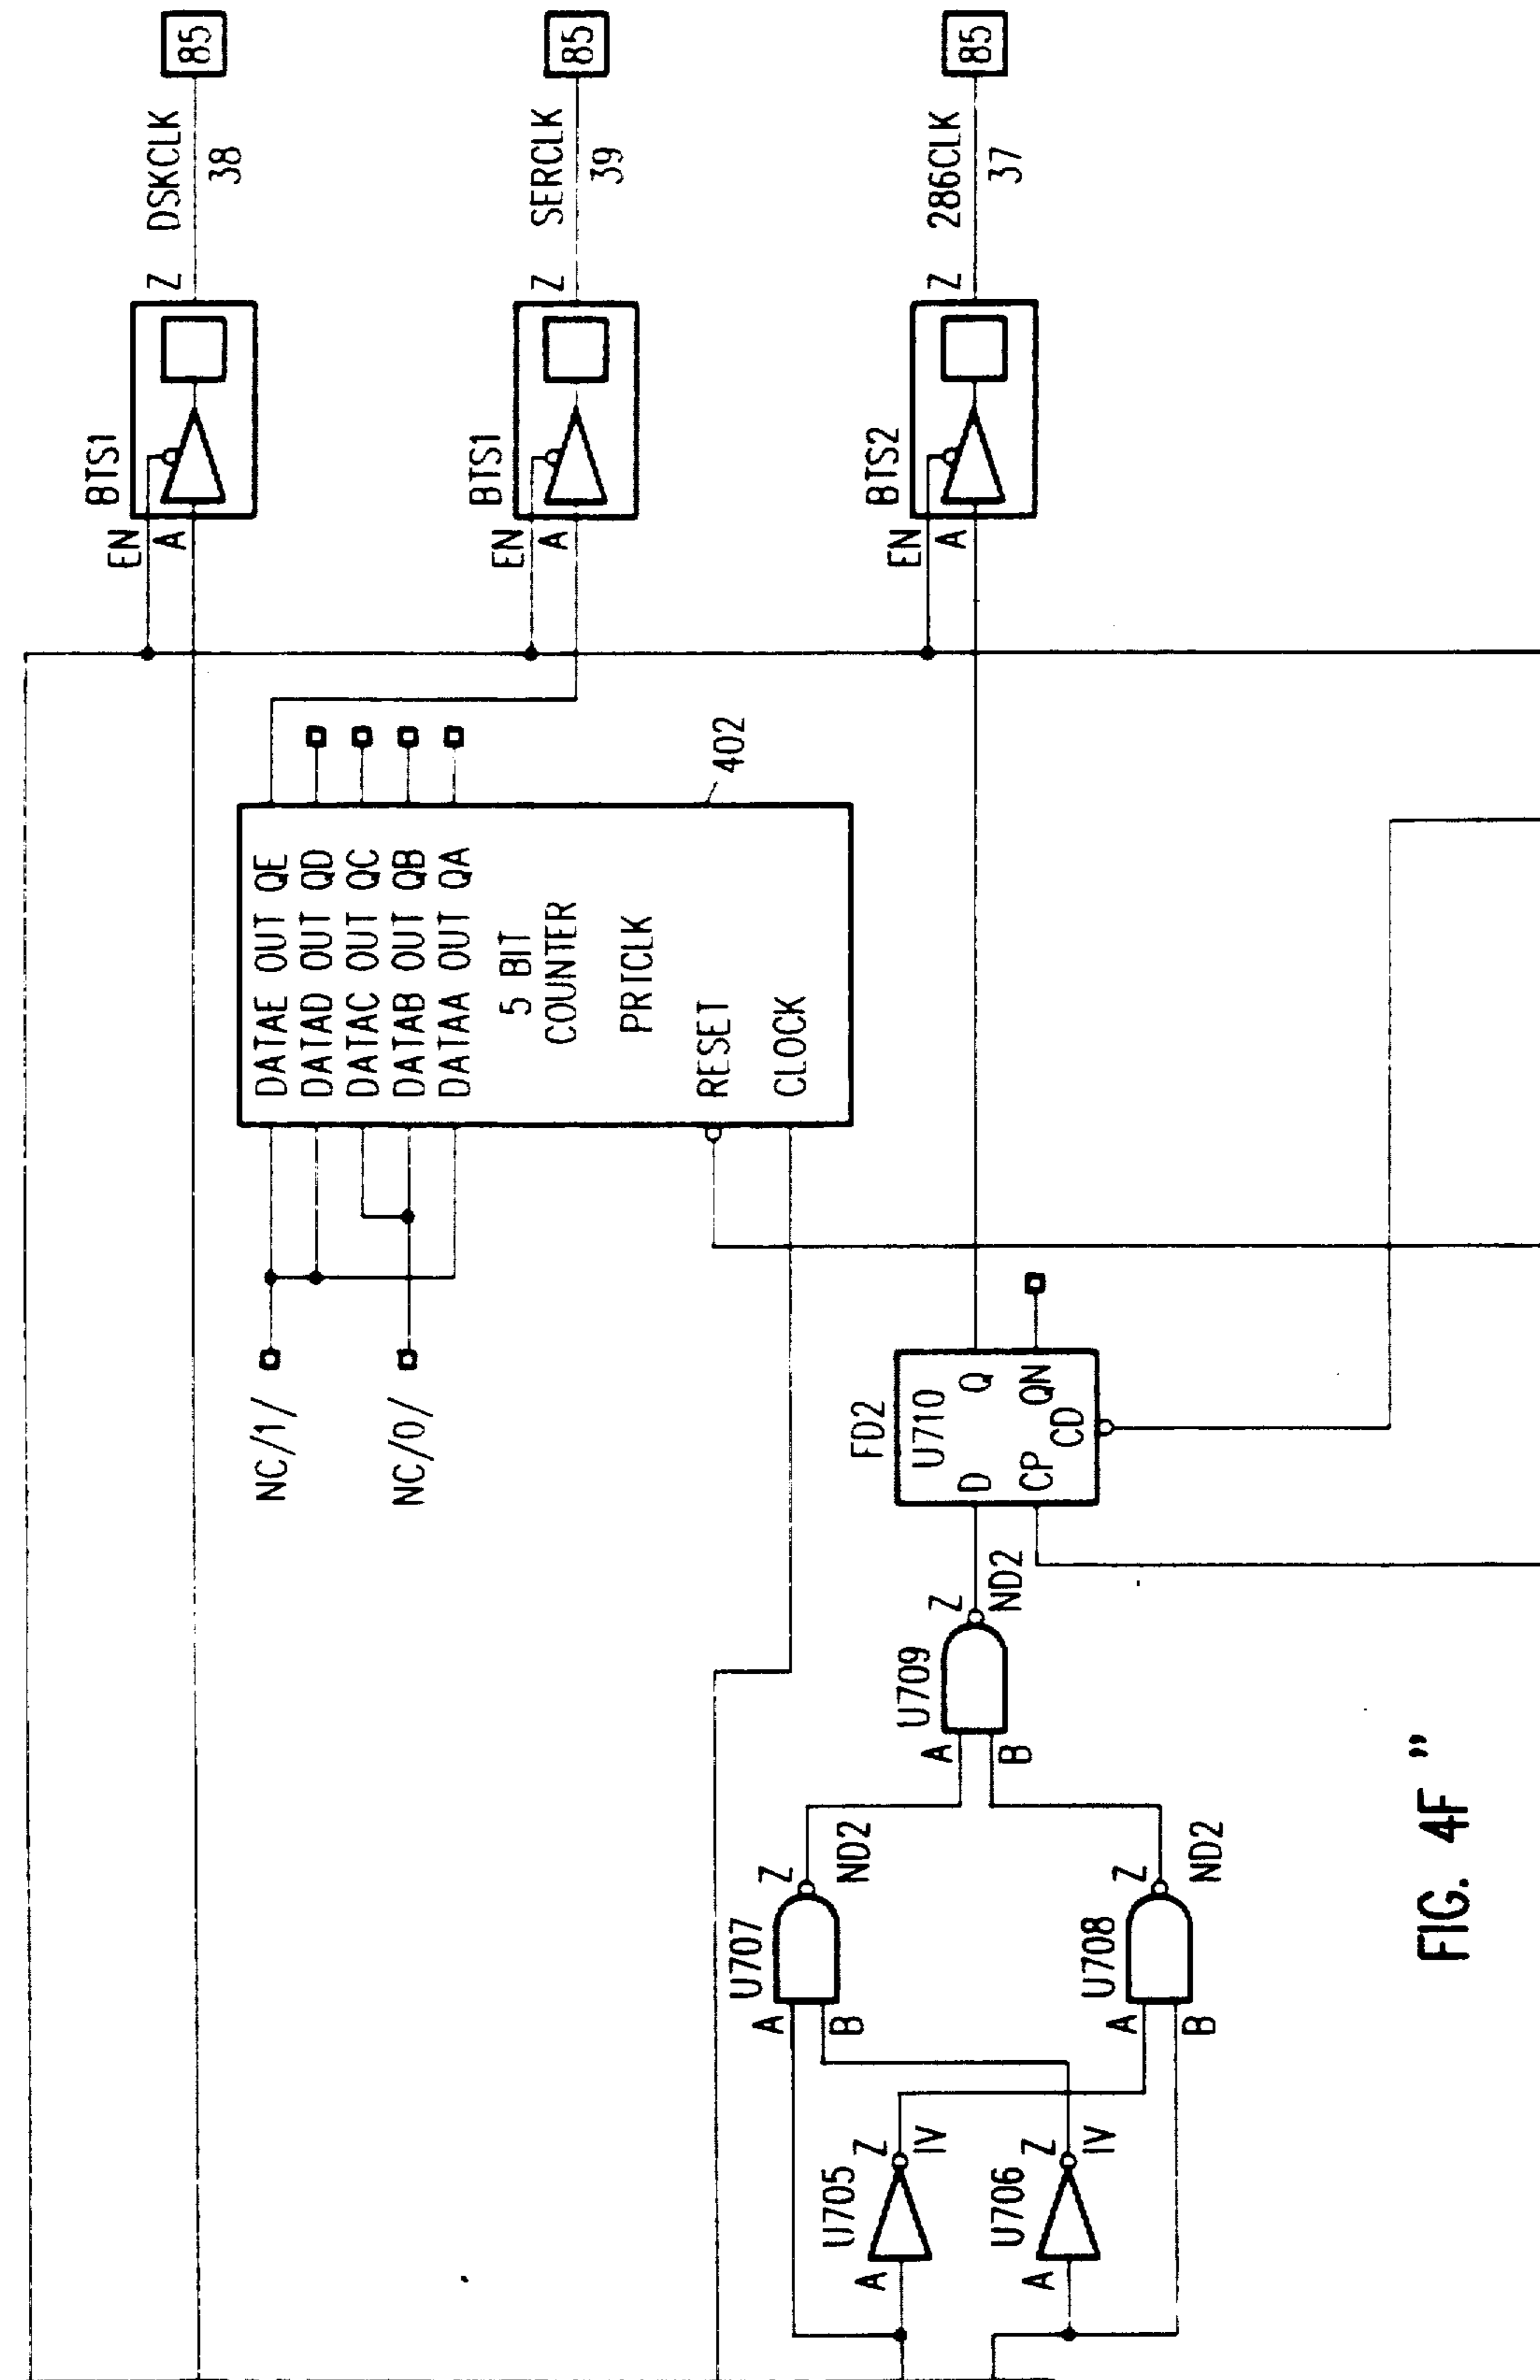 BTS1
EN
A
Z
DSKCLK
38
85
BTS1
EN
A
Z
SERCLK
39
85
BTS2
EN
A
Z
286CLK
37
85
NC/1/
NC/0/
DATAE OUT QE
DATAD OUT QD
DATAC OUT QC
DATAB OUT QB
DATAA OUT QA
5 BIT
COUNTER
PRTCLK
RESET
CLOCK
402
FD2
U710
D Q
CP QN
CD
U709
A
B
Z
ND2
U707
A
B
Z
ND2
U705
A
Z
IV
U706
A
Z
IV
U708
A
B
Z
ND2
FIG. 4F "